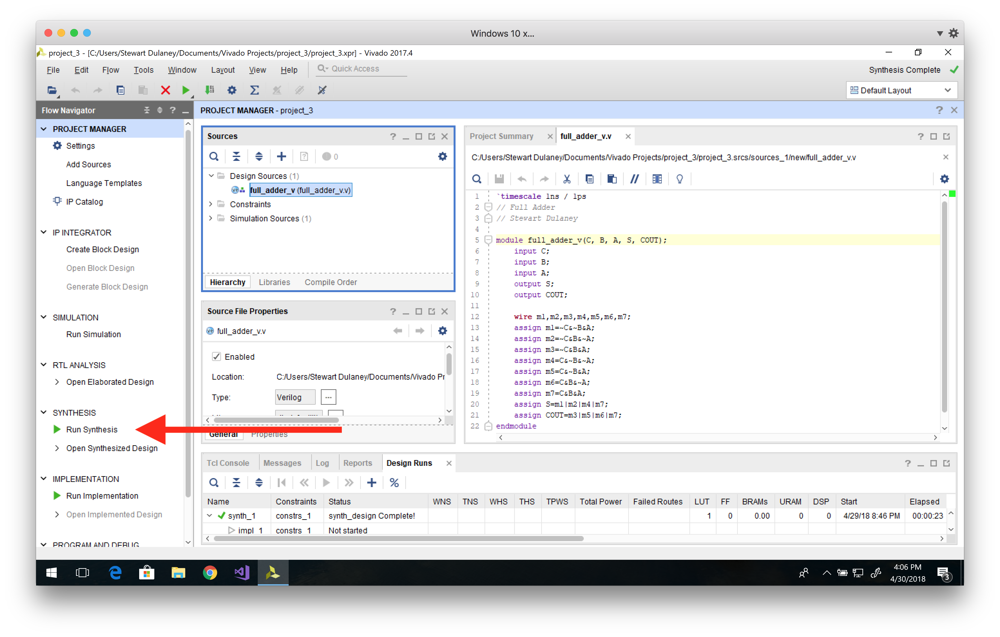 Windows 10 x...
project_3 - [C:/Users/Stewart Dulaney/Documents/Vivado Projects/project_3/project_3.xpr] - Vivado 2017.4
File Edit Flow Tools Window Layout View Help Quick Access Synthesis Complete
Default Layout
Flow Navigator
PROJECT MANAGER
Settings
Add Sources
Language Templates
IP Catalog
IP INTEGRATOR
Create Block Design
Open Block Design
Generate Block Design
SIMULATION
Run Simulation
RTL ANALYSIS
Open Elaborated Design
SYNTHESIS
Run Synthesis
Open Synthesized Design
IMPLEMENTATION
Run Implementation
Open Implemented Design
PROGRAM AND DEBUG
PROJECT MANAGER - project_3
Sources
0
Design Sources (1)
full_adder_v (full_adder_v.v)
Constraints
Simulation Sources (1)
Hierarchy Libraries Compile Order
Source File Properties
full_adder_v.v
Enabled
Location: C:/Users/Stewart Dulaney/Documents/Vivado Pr
Type: Verilog ...
General Properties
Project Summary full_adder_v.v
C:/Users/Stewart Dulaney/Documents/Vivado Projects/project_3/project_3.srcs/sources_1/new/full_adder_v.v
1 `timescale 1ns / 1ps
2 // Full Adder
3 // Stewart Dulaney
4
5 module full_adder_v(C, B, A, S, COUT);
6 input C;
7 input B;
8 input A;
9 output S;
10 output COUT;
11
12 wire m1,m2,m3,m4,m5,m6,m7;
13 assign m1=~C&~B&A;
14 assign m2=~C&B&~A;
15 assign m3=~C&B&A;
16 assign m4=C&~B&~A;
17 assign m5=C&~B&A;
18 assign m6=C&B&~A;
19 assign m7=C&B&A;
20 assign S=m1|m2|m4|m7;
21 assign COUT=m3|m5|m6|m7;
22 endmodule
Tcl Console Messages Log Reports Design Runs
Name Constraints Status WNS TNS WHS THS TPWS Total Power Failed Routes LUT FF BRAMs URAM DSP Start Elapsed
synth_1 constrs_1 synth_design Complete! 1 0 0.00 0 0 4/29/18 8:46 PM 00:00:23
impl_1 constrs_1 Not started
4:06 PM
4/30/2018
3